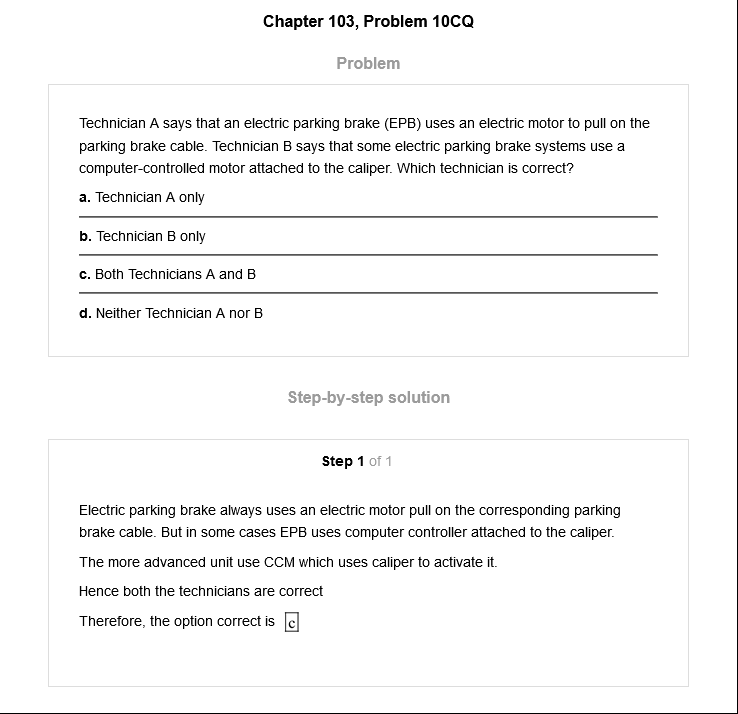 Chapter 103, Problem 10CQ
Problem
Technician A says that an electric parking brake (EPB) uses an electric motor to pull on the
parking brake cable. Technician B says that some electric parking brake systems use a
computer-controlled motor attached to the caliper. Which technician is correct?
a. Technician A only
b. Technician B only
c. Both Technicians A and B
d. Neither Technician A nor B
Step-by-step solution
Step 1 of 1
Electric parking brake always uses an electric motor pull on the corresponding parking
brake cable. But in some cases EPB uses computer controller attached to the caliper.
The more advanced unit use CCM which uses caliper to activate it.
Hence both the technicians are correct
Therefore, the option correct is c